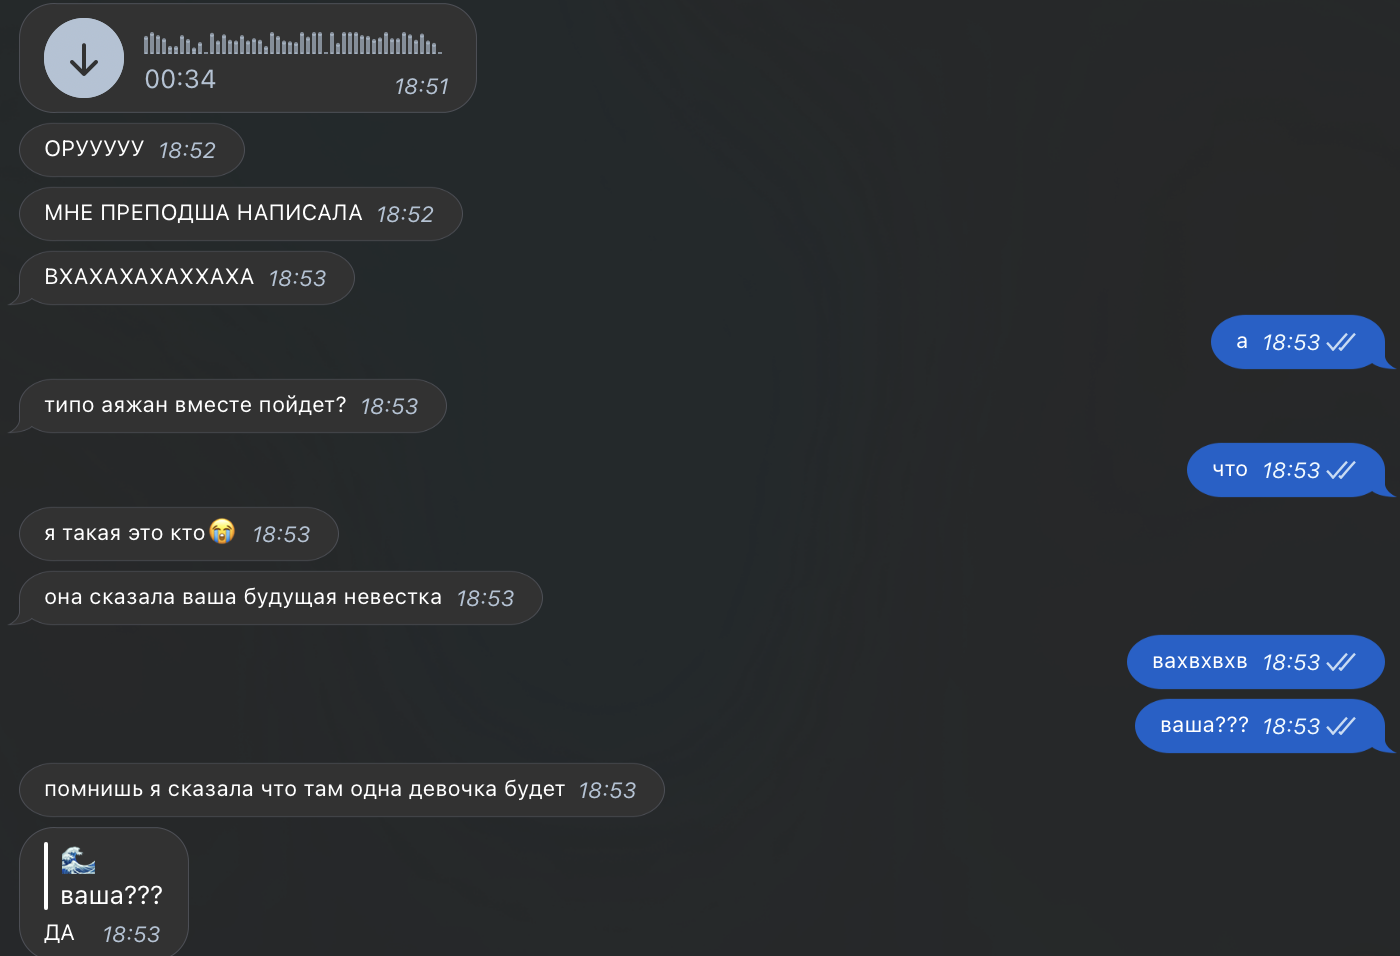 00:34 18:51
ОРУУУУУ 18:52
МНЕ ПРЕПОДША НАПИСАЛА 18:52
ВХАХАХАХАХХАХА 18:53
а 18:53
типо аяжан вместе пойдет? 18:53
что 18:53
я такая это кто😭 18:53
она сказала ваша будущая невестка 18:53
вахвхвхв 18:53
ваша??? 18:53
помнишь я сказала что там одна девочка будет 18:53
🌊
ваша???
ДА 18:53